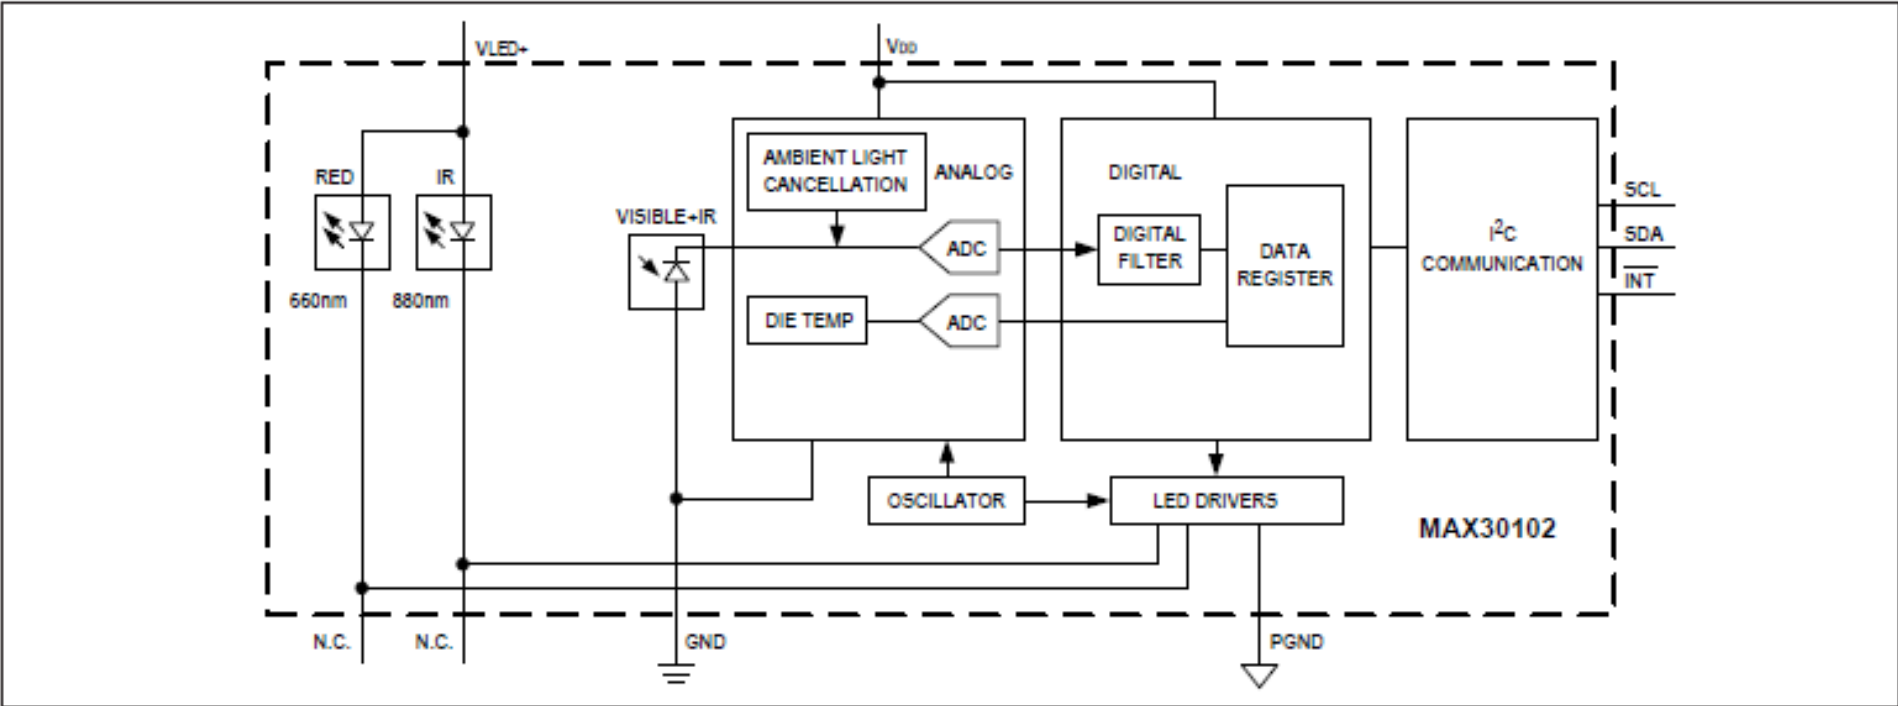 VLED+
VDD
RED
IR
660nm
880nm
VISIBLE+IR
AMBIENT LIGHT
CANCELLATION
ANALOG
ADC
DIE TEMP
ADC
DIGITAL
DIGITAL
FILTER
DATA
REGISTER
I²C
COMMUNICATION
SCL
SDA
INT
OSCILLATOR
LED DRIVERS
MAX30102
N.C.
N.C.
GND
PGND